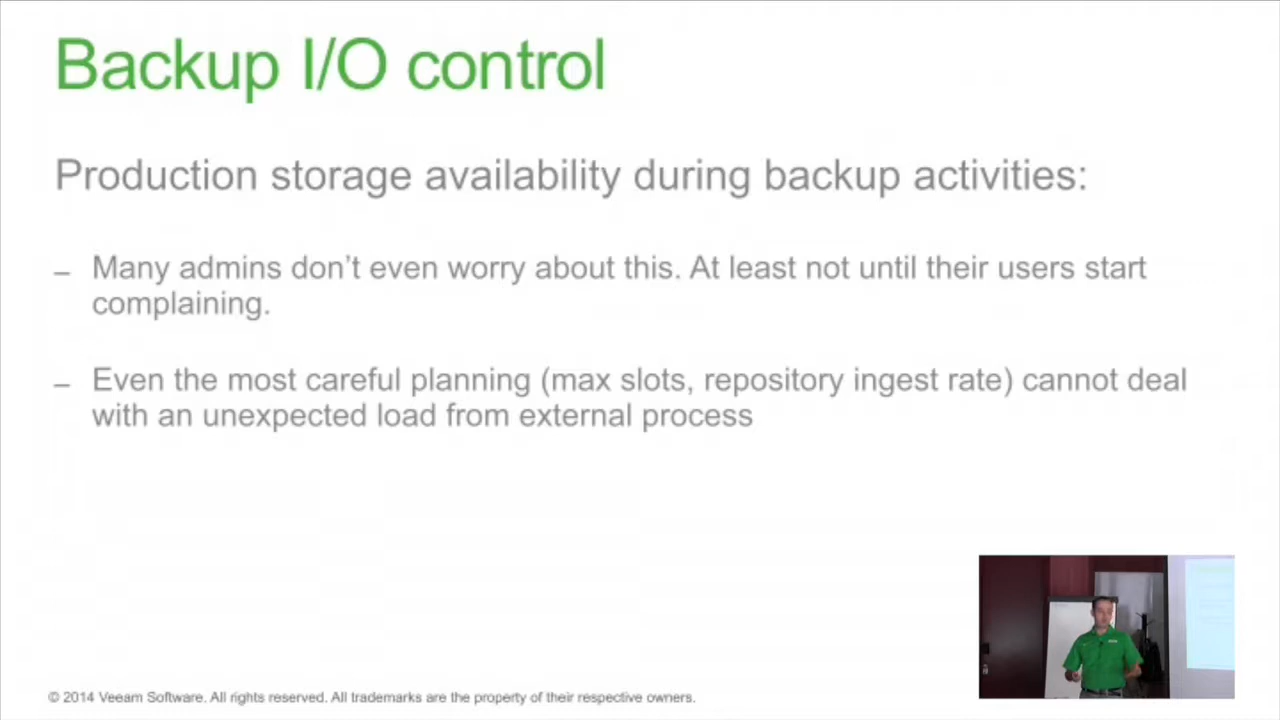 Backup I/O control
Production storage availability during backup activities:
– Many admins don't even worry about this. At least not until their users start
complaining.
– Even the most careful planning (max slots, repository ingest rate) cannot deal
with an unexpected load from external process
© 2014 Veeam Software. All rights reserved. All trademarks are the property of their respective owners.